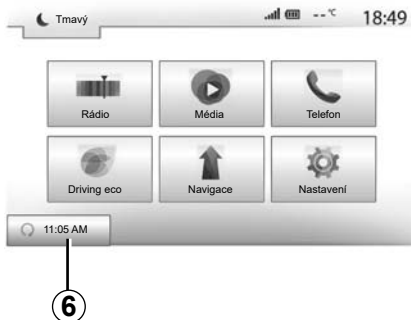 Tmavý --°C 18:49
Rádio Média Telefon
Driving eco Navigace Nastavení
11:05 AM
6